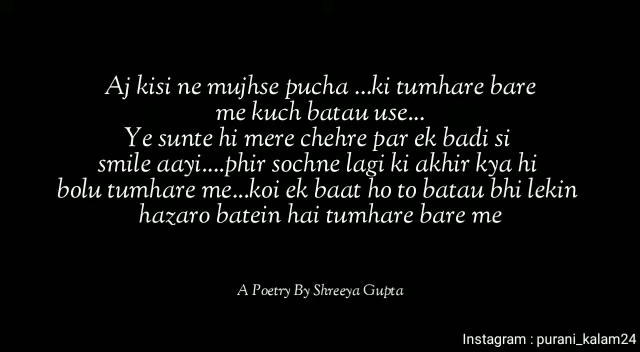 Aj kisi ne mujhse pucha ...ki tumhare bare
me kuch batau use...
Ye sunte hi mere chehre par ek badi si
smile aayi....phir sochne lagi ki akhir kya hi
bolu tumhare me...koi ek baat ho to batau bhi lekin
hazaro batein hai tumhare bare me
A Poetry By Shreeya Gupta
Instagram : purani_kalam24